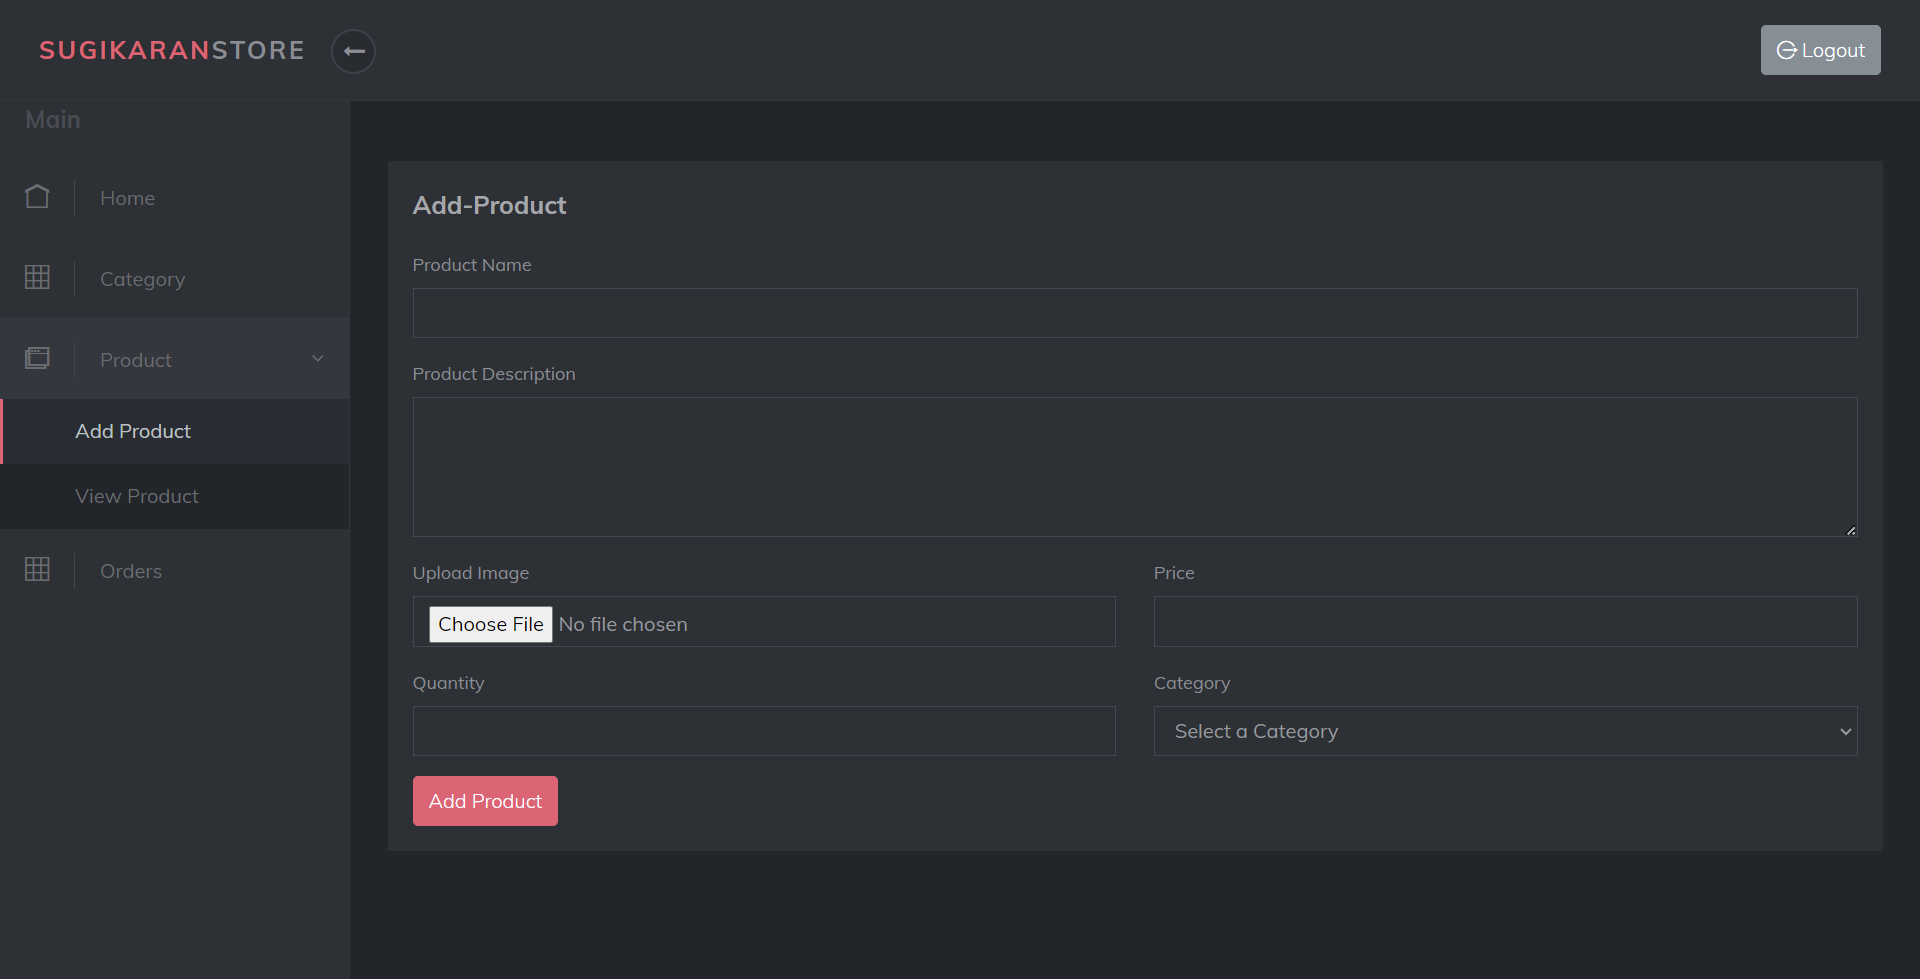 SUGIKARANSTORE
Logout
Main
Home
Category
Product
Add Product
View Product
Orders
Add-Product
Product Name
Product Description
Upload Image
Price
Choose File No file chosen
Quantity
Category
Select a Category
Add Product